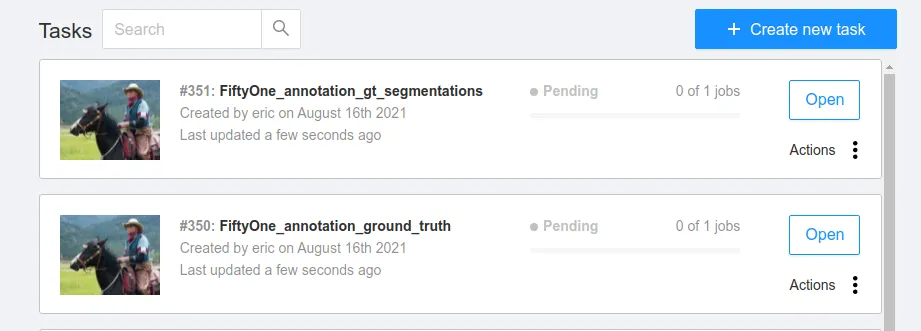 Tasks Search + Create new task
#351: FiftyOne_annotation_gt_segmentations Pending 0 of 1 jobs Open
Created by eric on August 16th 2021
Last updated a few seconds ago Actions
#350: FiftyOne_annotation_ground_truth Pending 0 of 1 jobs Open
Created by eric on August 16th 2021
Last updated a few seconds ago Actions